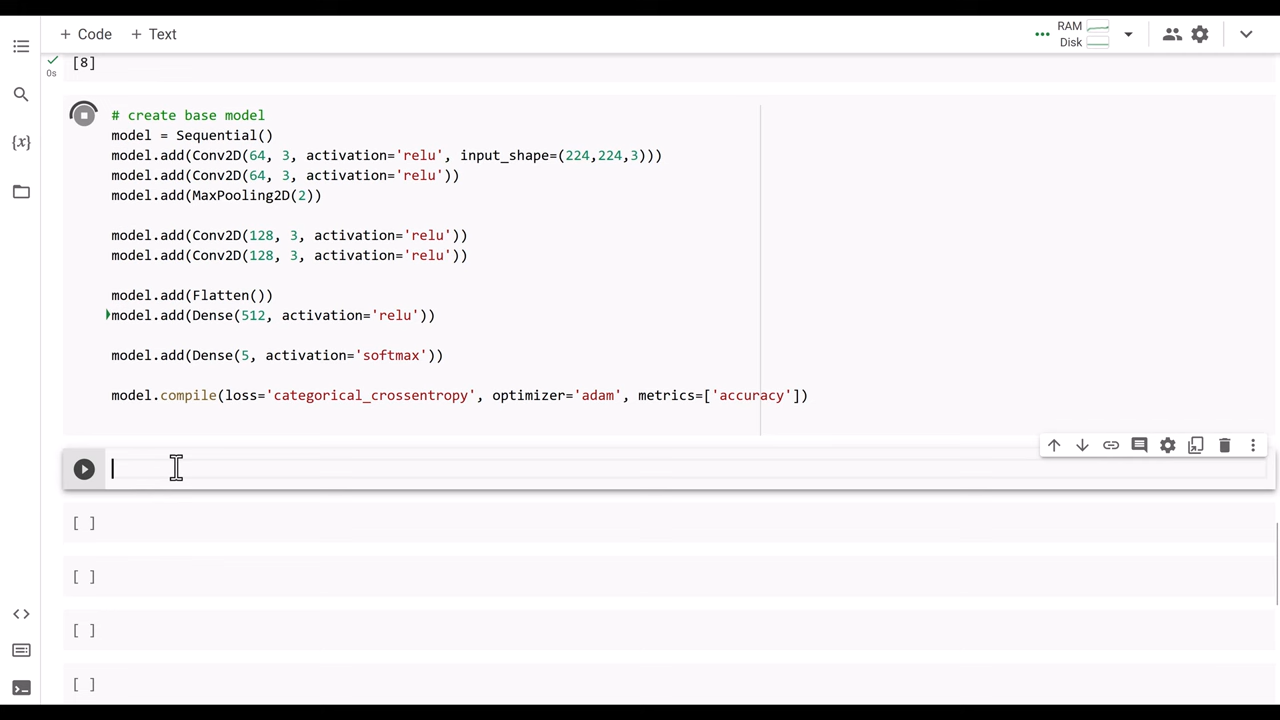 + Code + Text
RAM
Disk
0s
[8]
# create base model
model = Sequential()
model.add(Conv2D(64, 3, activation='relu', input_shape=(224,224,3)))
model.add(Conv2D(64, 3, activation='relu'))
model.add(MaxPooling2D(2))
model.add(Conv2D(128, 3, activation='relu'))
model.add(Conv2D(128, 3, activation='relu'))
model.add(Flatten())
model.add(Dense(512, activation='relu'))
model.add(Dense(5, activation='softmax'))
model.compile(loss='categorical_crossentropy', optimizer='adam', metrics=['accuracy'])
[ ]
[ ]
[ ]
[ ]
{x}